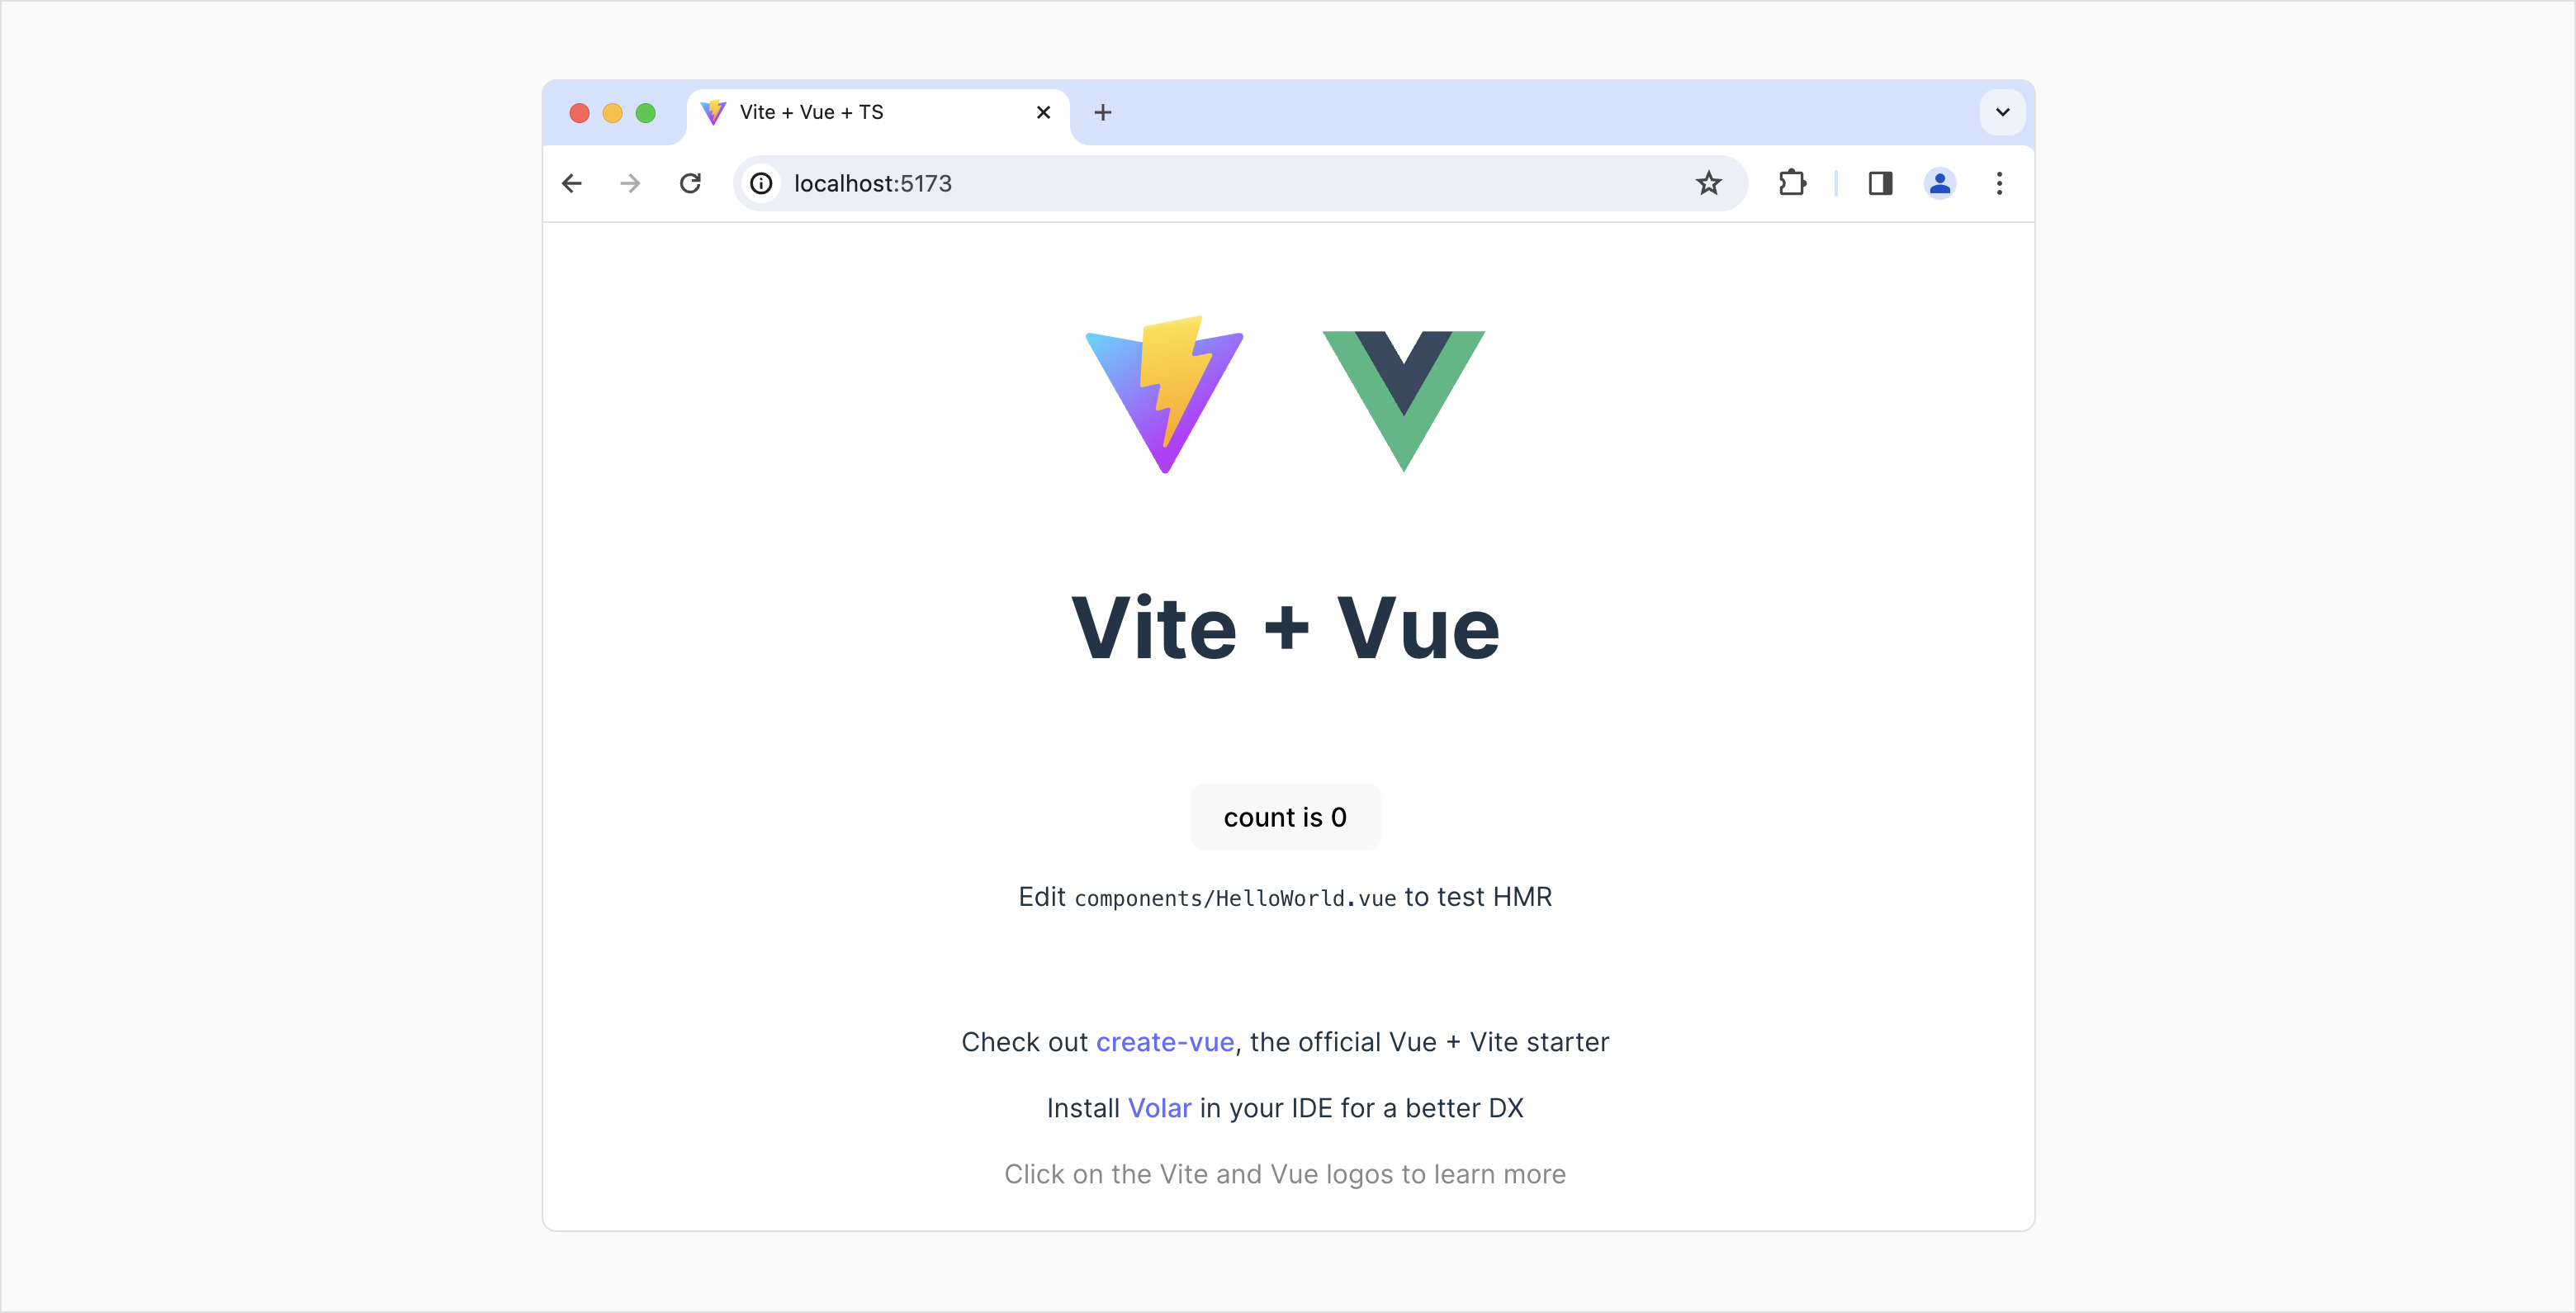 Vite + Vue + TS
localhost:5173
Vite + Vue
count is 0
Edit components/HelloWorld.vue to test HMR
Check out create-vue, the official Vue + Vite starter
Install Volar in your IDE for a better DX
Click on the Vite and Vue logos to learn more